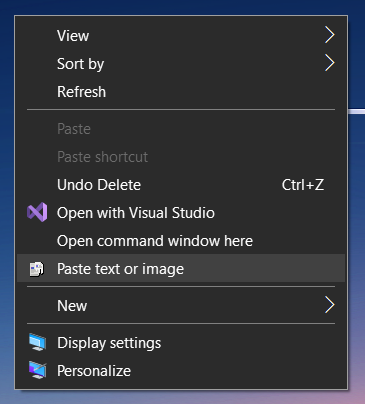 View
Sort by
Refresh
Paste
Paste shortcut
Undo Delete Ctrl+Z
Open with Visual Studio
Open command window here
Paste text or image
New
Display settings
Personalize